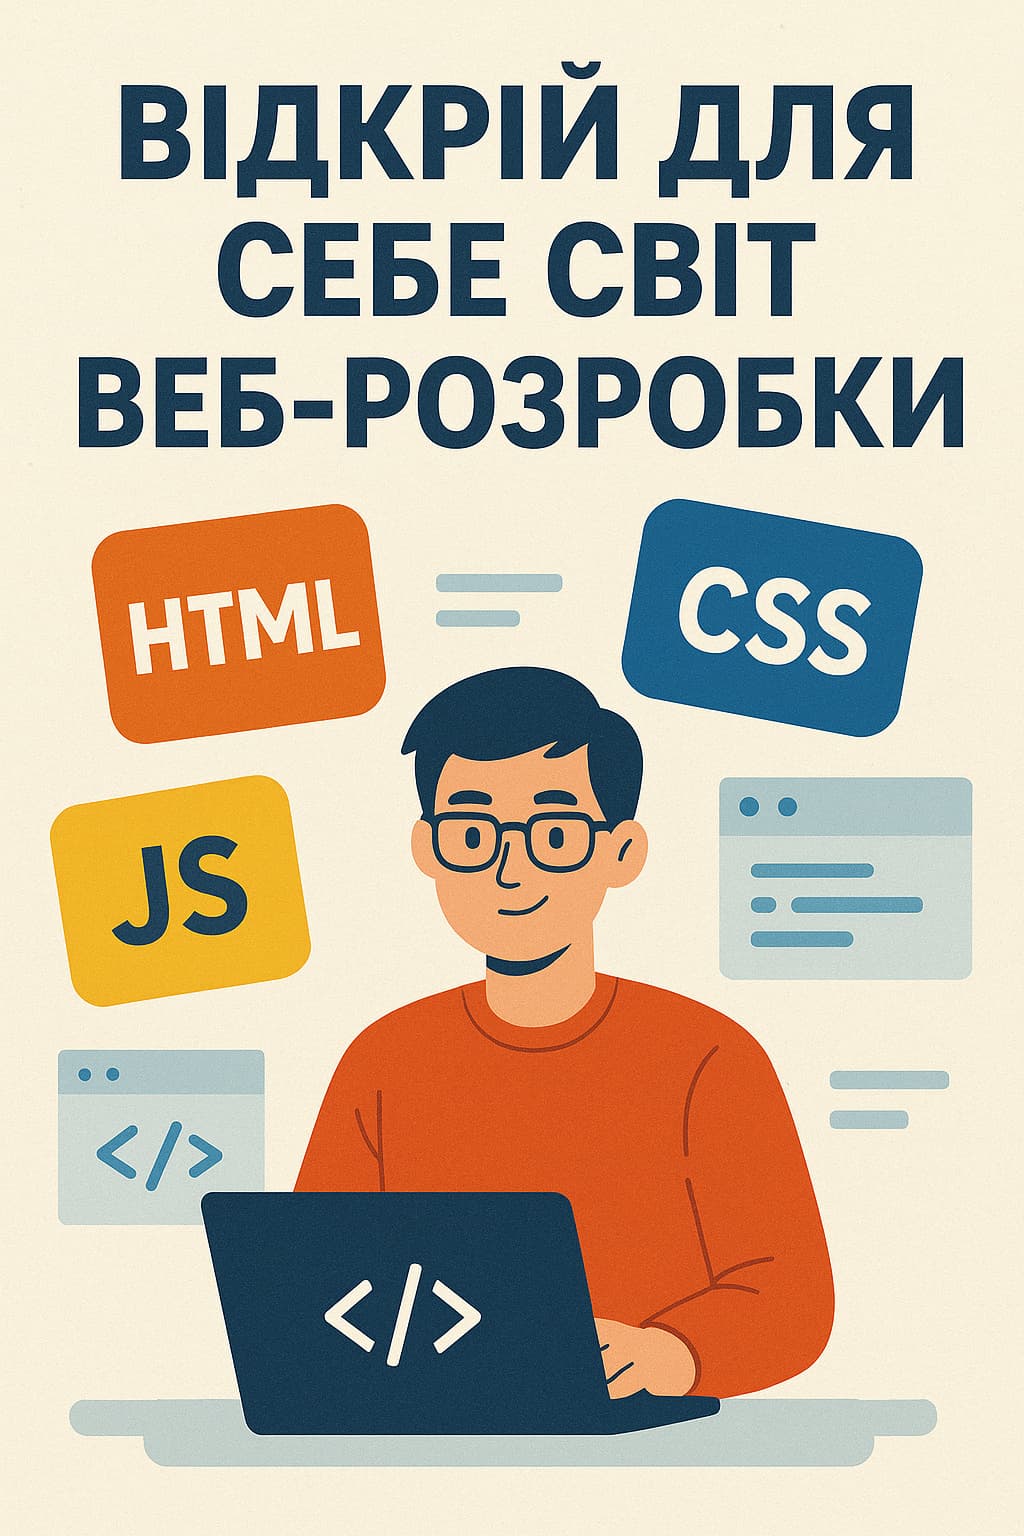 ВІДКРІЙ ДЛЯ
СЕБЕ СВІТ
ВЕБ-РОЗРОБКИ
HTML
CSS
JS
</>
</>